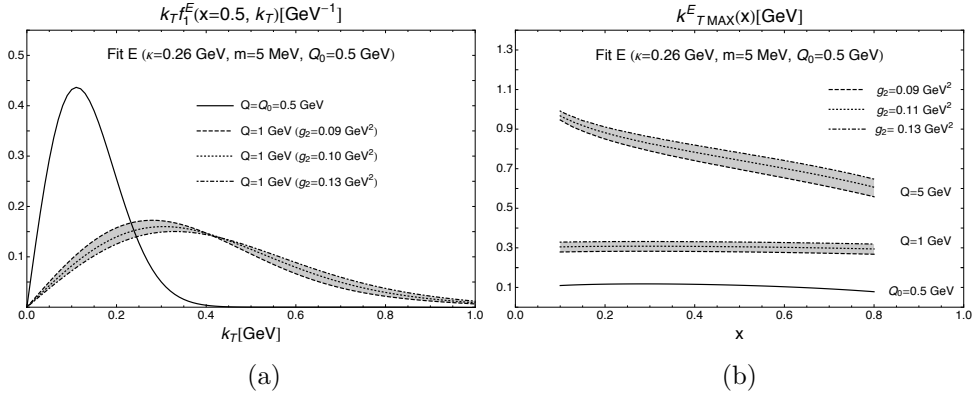 k_T f_1^E(x=0.5, k_T)[GeV^{-1}]
Fit E (κ=0.26 GeV, m=5 MeV, Q_0=0.5 GeV)
Q=Q_0=0.5 GeV
Q=1 GeV (g_2=0.09 GeV^2)
Q=1 GeV (g_2=0.10 GeV^2)
Q=1 GeV (g_2=0.13 GeV^2)
0.5
0.4
0.3
0.2
0.1
0.0 0.2 0.4 0.6 0.8 1.0
k_T[GeV]
(a)
k^E_{T MAX}(x)[GeV]
Fit E (κ=0.26 GeV, m=5 MeV, Q_0=0.5 GeV)
g_2=0.09 GeV^2
g_2=0.11 GeV^2
g_2= 0.13 GeV^2
Q=5 GeV
Q=1 GeV
Q_0=0.5 GeV
1.3
1.1
0.9
0.7
0.5
0.3
0.1
0.0 0.2 0.4 0.6 0.8 1.0
x
(b)